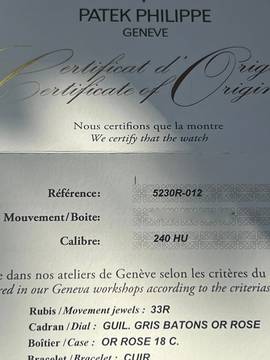 PATEK PHILIPPE
GENEVE
Certificat d'Orig
Certificate of Origin
Nous certifions que la montre
We certify that the watch
Référence: 5230R-012
Mouvement/Boite:
Calibre: 240 HU
e dans nos ateliers de Genève selon les critères du
red in our Geneva workshops according to the criterias
Rubis/Movement jewels: 33R
Cadran/Dial: GUIL. GRIS BATONS OR ROSE
Boîtier/Case: OR ROSE 18 C.
Bracelet/Bracelet: CUIR